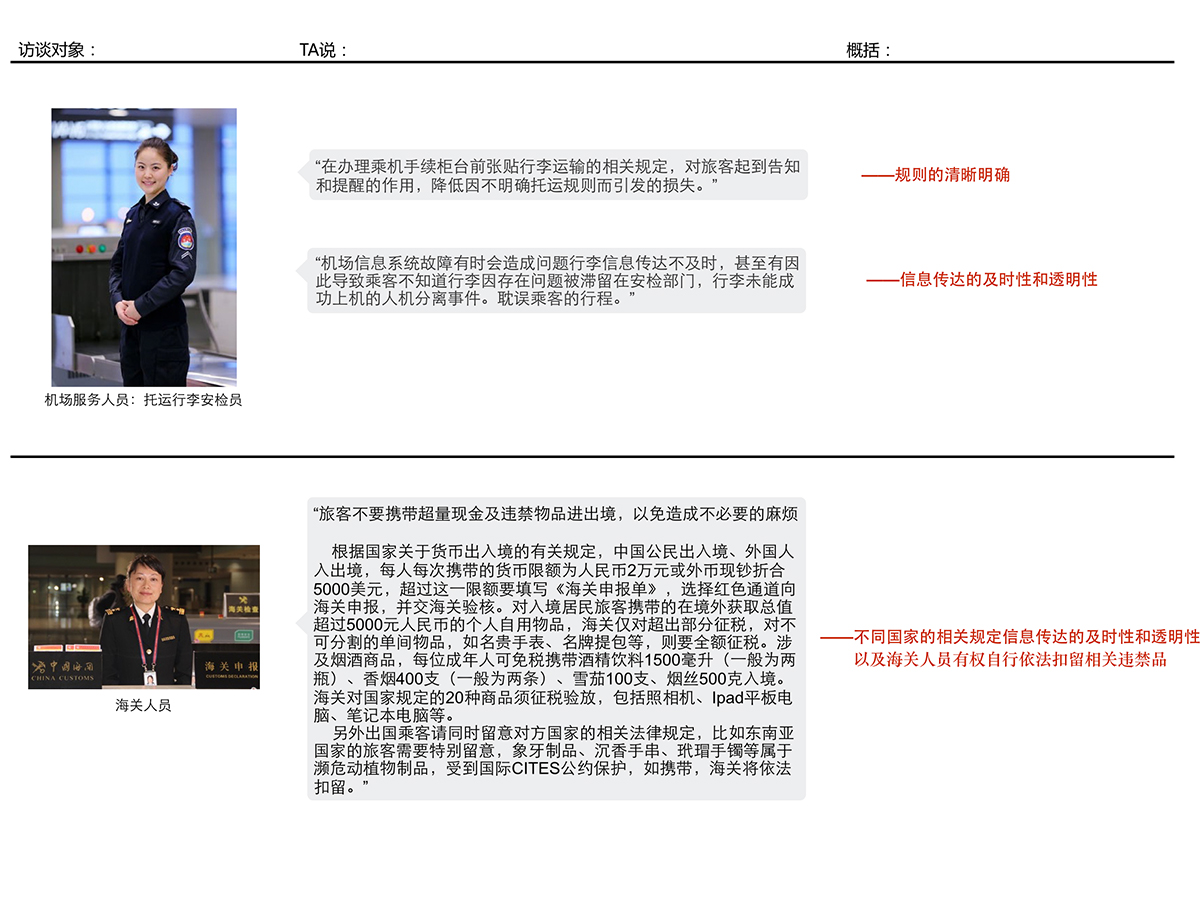 访谈对象：
TA说：
概括：
“在办理乘机手续柜台前张贴行李运输的相关规定，对旅客起到告知
和提醒的作用，降低因不明确托运规则而引发的损失。”
——规则的清晰明确
“机场信息系统故障有时会造成问题行李信息传达不及时，甚至有因
此导致乘客不知道行李因存在问题被滞留在安检部门，行李未能成
功上机的人机分离事件。耽误乘客的行程。”
——信息传达的及时性和透明性
机场服务人员：托运行李安检员
“旅客不要携带超量现金及违禁物品进出境，以免造成不必要的麻烦
根据国家关于货币出入境的有关规定，中国公民出入境、外国人
入出境，每人每次携带的货币限额为人民币2万元或外币现钞折合
5000美元，超过这一限额要填写《海关申报单》，选择红色通道向
海关申报，并交海关验核。对入境居民旅客携带的在境外获取总值
超过5000元人民币的个人自用物品，海关仅对超出部分征税，对不
可分割的单间物品，如名贵手表、名牌提包等，则要全额征税。涉
及烟酒商品，每位成年人可免税携带酒精饮料1500毫升（一般为两
瓶）、香烟400支（一般为两条）、雪茄100支、烟丝500克入境。
海关对国家规定的20种商品须征税验放，包括照相机、Ipad平板电
脑、笔记本电脑等。
另外出国乘客请同时留意对方国家的相关法律规定，比如东南亚
国家的旅客需要特别留意，象牙制品、沉香手串、玳瑁手镯等属于
濒危动植物制品，受到国际CITES公约保护，如携带，海关将依法
扣留。”
——不同国家的相关规定信息传达的及时性和透明性
以及海关人员有权自行依法扣留相关违禁品
海关检查
中国海关
CHINA CUSTOMS
海关申报
CUSTOMS DECLARATION
海关人员